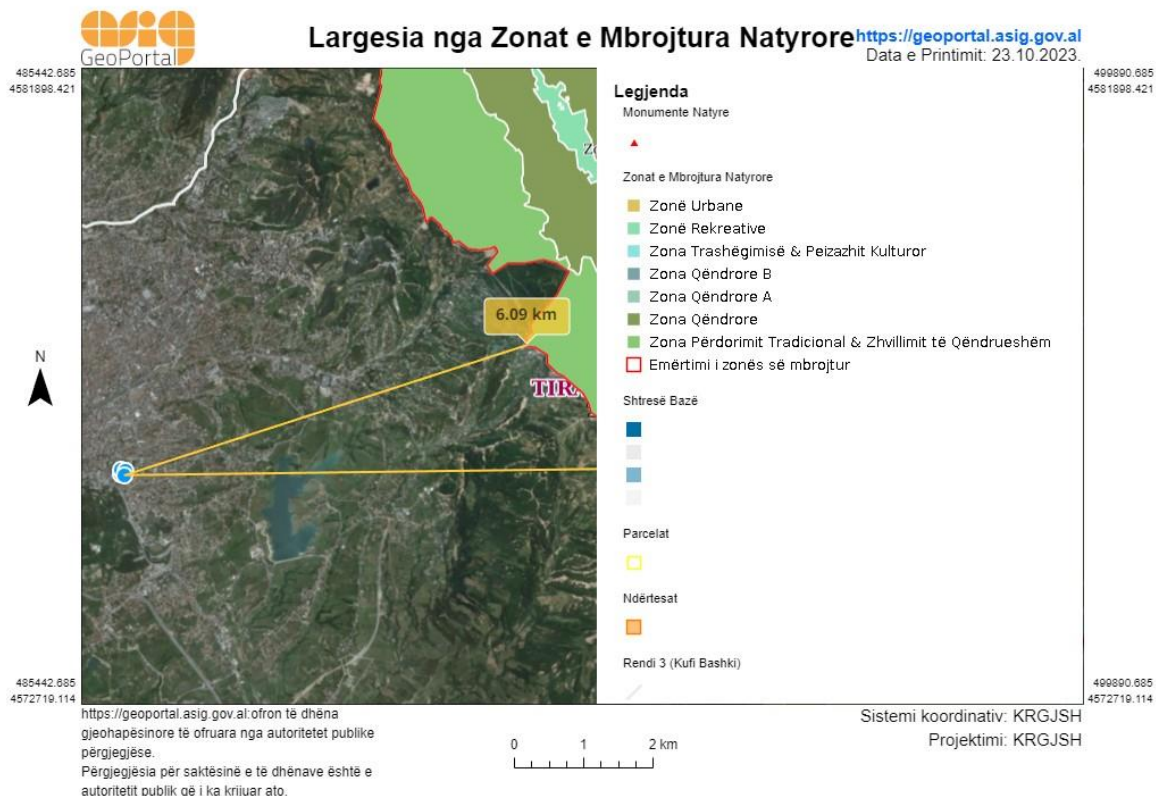 asig
GeoPortal
Largesia nga Zonat e Mbrojtura Natyrore
https://geoportal.asig.gov.al
Data e Printimit: 23.10.2023.
485442.685
4581898.421
499890.685
4581898.421
6.09 km
N
Legjenda
Monumente Natyre
Zonat e Mbrojtura Natyrore
Zonë Urbane
Zonë Rekreative
Zona Trashëgimisë & Peizazhit Kulturor
Zona Qëndrore B
Zona Qëndrore A
Zona Qëndrore
Zona Përdorimit Tradicional & Zhvillimit të Qëndrueshëm
Emërtimi i zonës së mbrojtur
Shtresë Bazë
Parcelat
Ndërtesat
Rendi 3 (Kufi Bashki)
485442.685
4572719.114
499890.685
4572719.114
https://geoportal.asig.gov.al:ofron të dhëna
gjeohapësinore të ofruara nga autoritetet publike
përgjegjëse.
Përgjegjësia për saktësinë e të dhënave është e
autoritetit publik që i ka krijuar ato.
0 1 2 km
Sistemi koordinativ: KRGJSH
Projektimi: KRGJSH